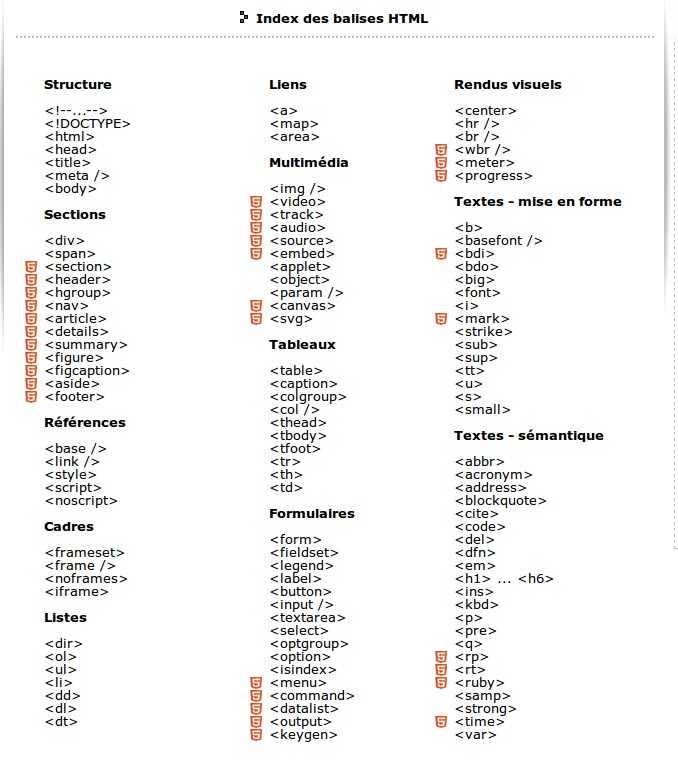 Index des balises HTML
Structure
<!--...-->
<!DOCTYPE>
<html>
<head>
<title>
<meta />
<body>
Sections
<div>
<span>
<section>
<header>
<hgroup>
<nav>
<article>
<details>
<summary>
<figure>
<figcaption>
<aside>
<footer>
Références
<base />
<link />
<style>
<script>
<noscript>
Cadres
<frameset>
<frame />
<noframes>
<iframe>
Listes
<dir>
<ol>
<ul>
<li>
<dd>
<dl>
<dt>
Liens
<a>
<map>
<area>
Multimédia
<img />
<video>
<track>
<audio>
<source>
<embed>
<applet>
<object>
<param />
<canvas>
<svg>
Tableaux
<table>
<caption>
<colgroup>
<col />
<thead>
<tbody>
<tfoot>
<tr>
<th>
<td>
Formulaires
<form>
<fieldset>
<legend>
<label>
<button>
<input />
<textarea>
<select>
<optgroup>
<option>
<isindex>
<menu>
<command>
<datalist>
<output>
<keygen>
Rendus visuels
<center>
<hr />
<br />
<wbr />
<meter>
<progress>
Textes - mise en forme
<b>
<basefont />
<bdi>
<bdo>
<big>
<font>
<i>
<mark>
<strike>
<sub>
<sup>
<tt>
<u>
<s>
<small>
Textes - sémantique
<abbr>
<acronym>
<address>
<blockquote>
<cite>
<code>
<del>
<dfn>
<em>
<h1> ... <h6>
<ins>
<kbd>
<p>
<pre>
<q>
<rp>
<rt>
<ruby>
<samp>
<strong>
<time>
<var>